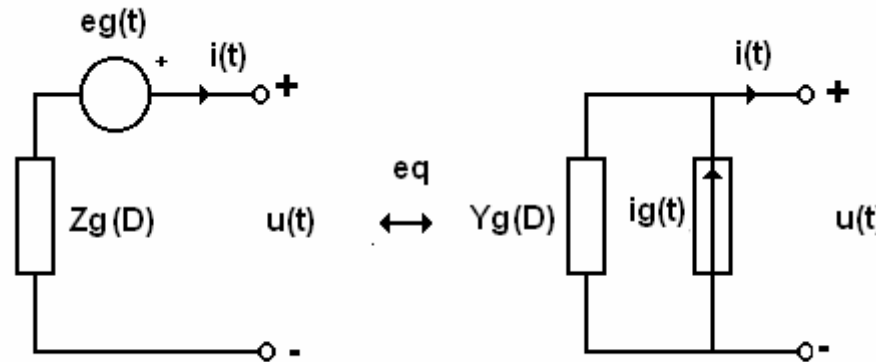 eg(t)
+
i(t)
+
Zg(D)
u(t)
-
eq
i(t)
+
Yg(D)
ig(t)
u(t)
-